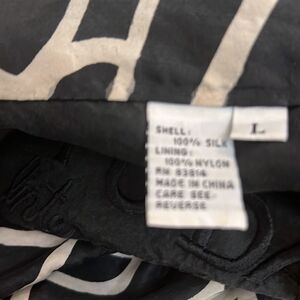 L
SHELL:
100% SILK
LINING:
100% NYLON
RN 83814
MADE IN CHINA
CARE SEE
REVERSE